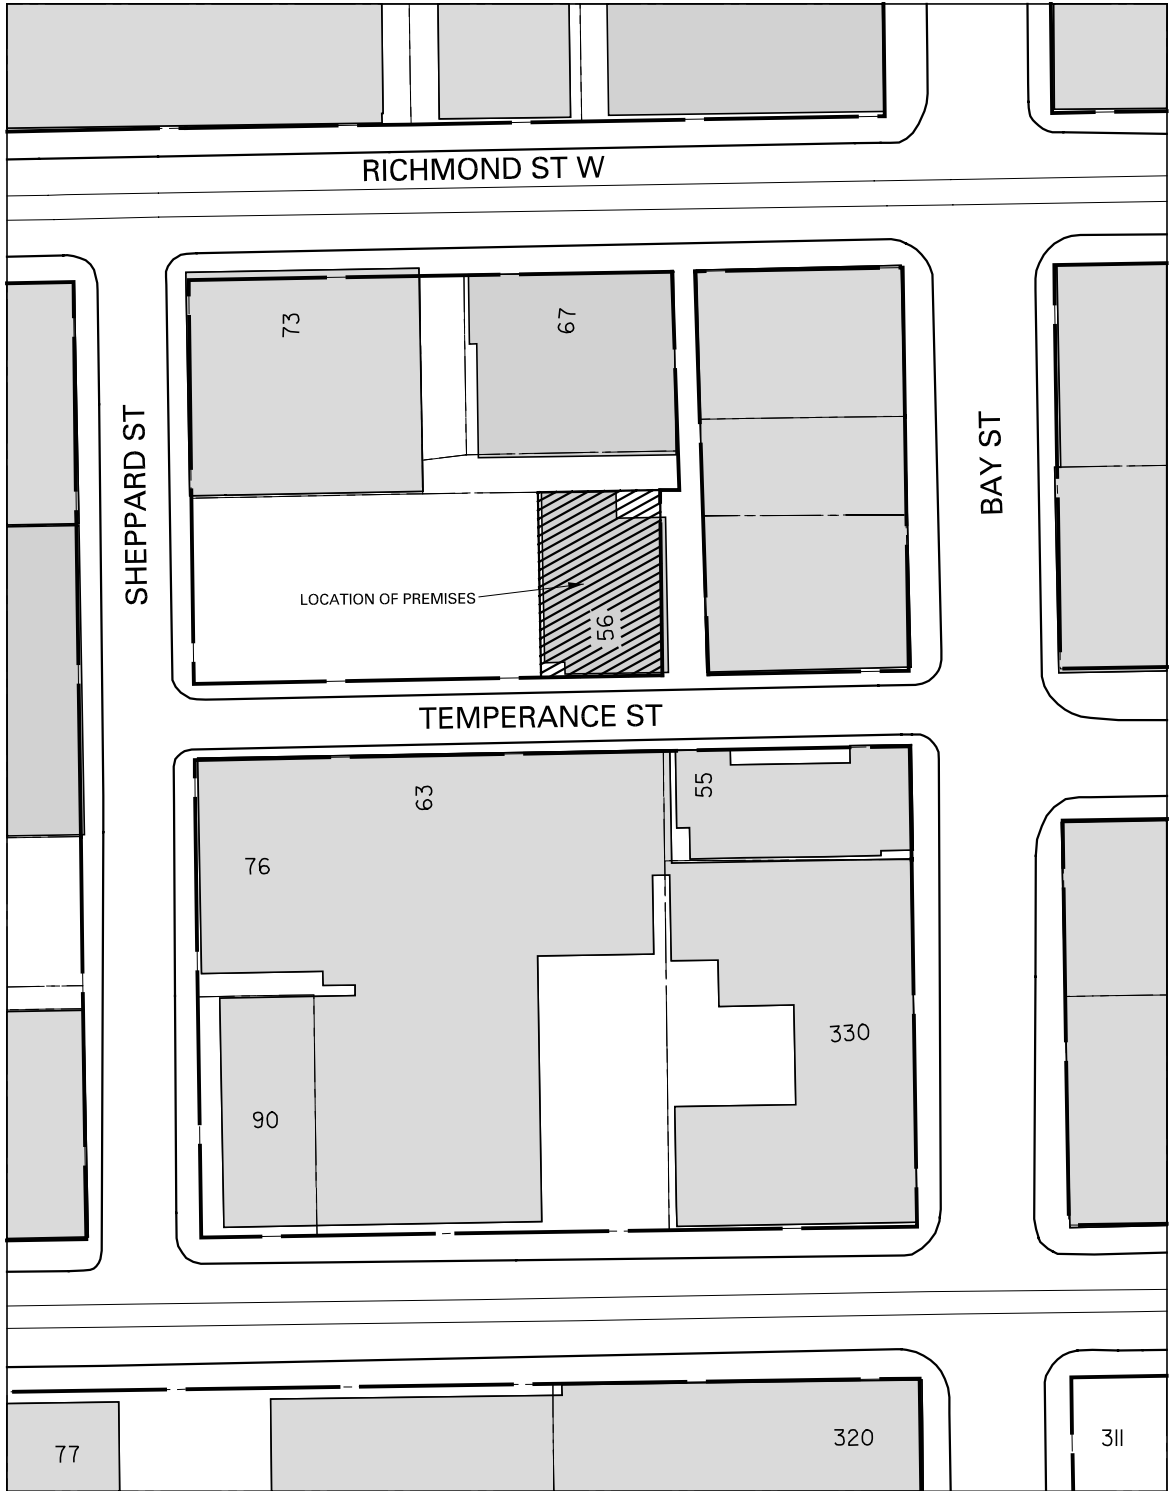 RICHMOND ST W
73
67
SHEPPARD ST
BAY ST
LOCATION OF PREMISES
56
TEMPERANCE ST
63
55
76
330
90
320
311
77